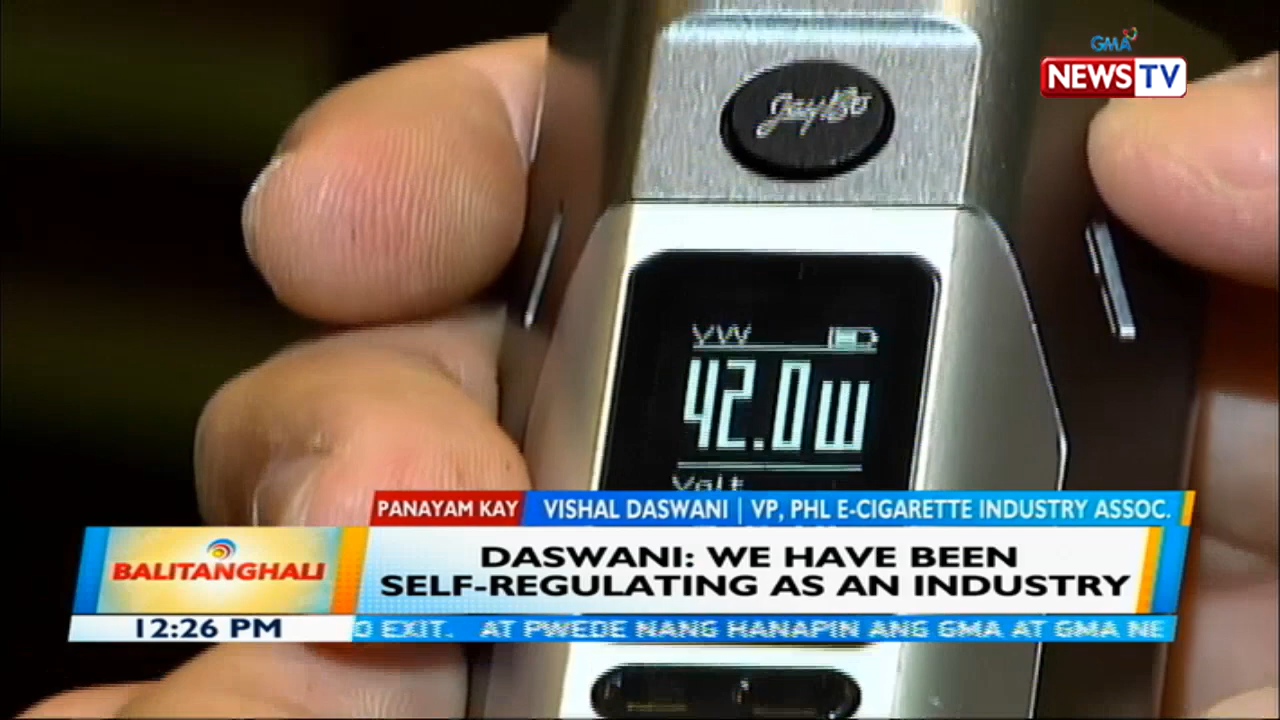 GMA
NEWS TV
JayBo
VW
42.0W
Volt
PANAYAM KAY
VISHAL DASWANI | VP, PHL E-CIGARETTE INDUSTRY ASSOC.
BALITANGHALI
DASWANI: WE HAVE BEEN
SELF-REGULATING AS AN INDUSTRY
12:26 PM
O EXIT. AT PWEDE NANG HANAPIN ANG GMA AT GMA NE